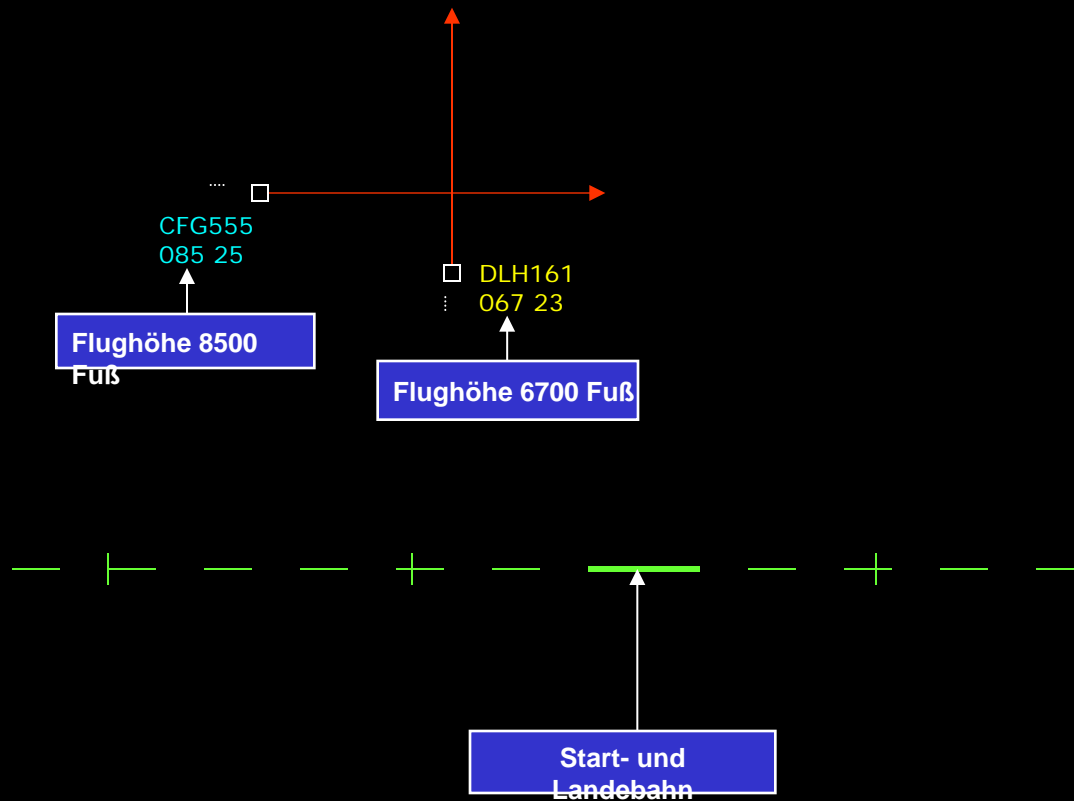 CFG555
085 25
DLH161
067 23
Flughöhe 8500
Fuß
Flughöhe 6700 Fuß
Start- und
Landebahn